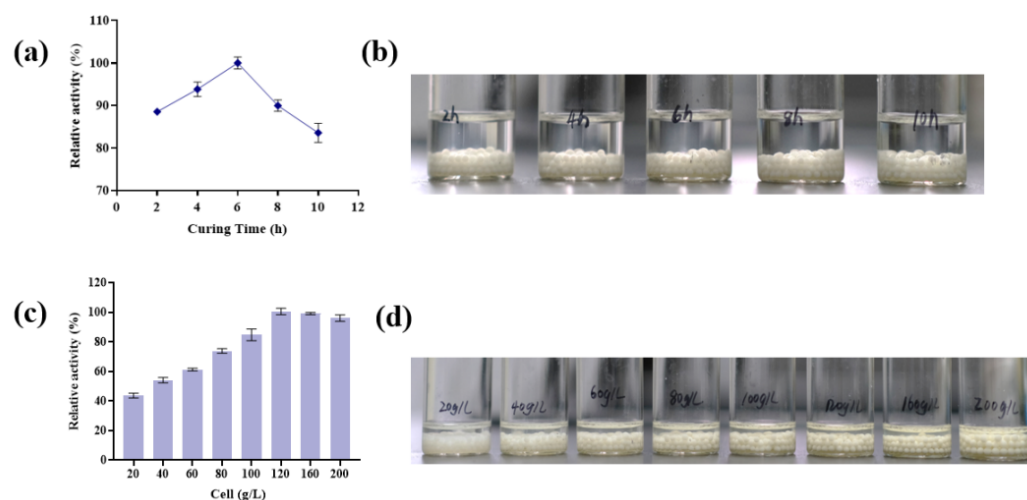 (a)
Relative activity (%)
110
100
90
80
70
0 2 4 6 8 10 12
Curing Time (h)
(b)
2h 4h 6h 8h 10h
(c)
Relative activity (%)
120
100
80
60
40
20
0
20 40 60 80 100 120 160 200
Cell (g/L)
(d)
20g/L 40g/L 60g/L 80g/L 100g/L 120g/L 160g/L 200g/L